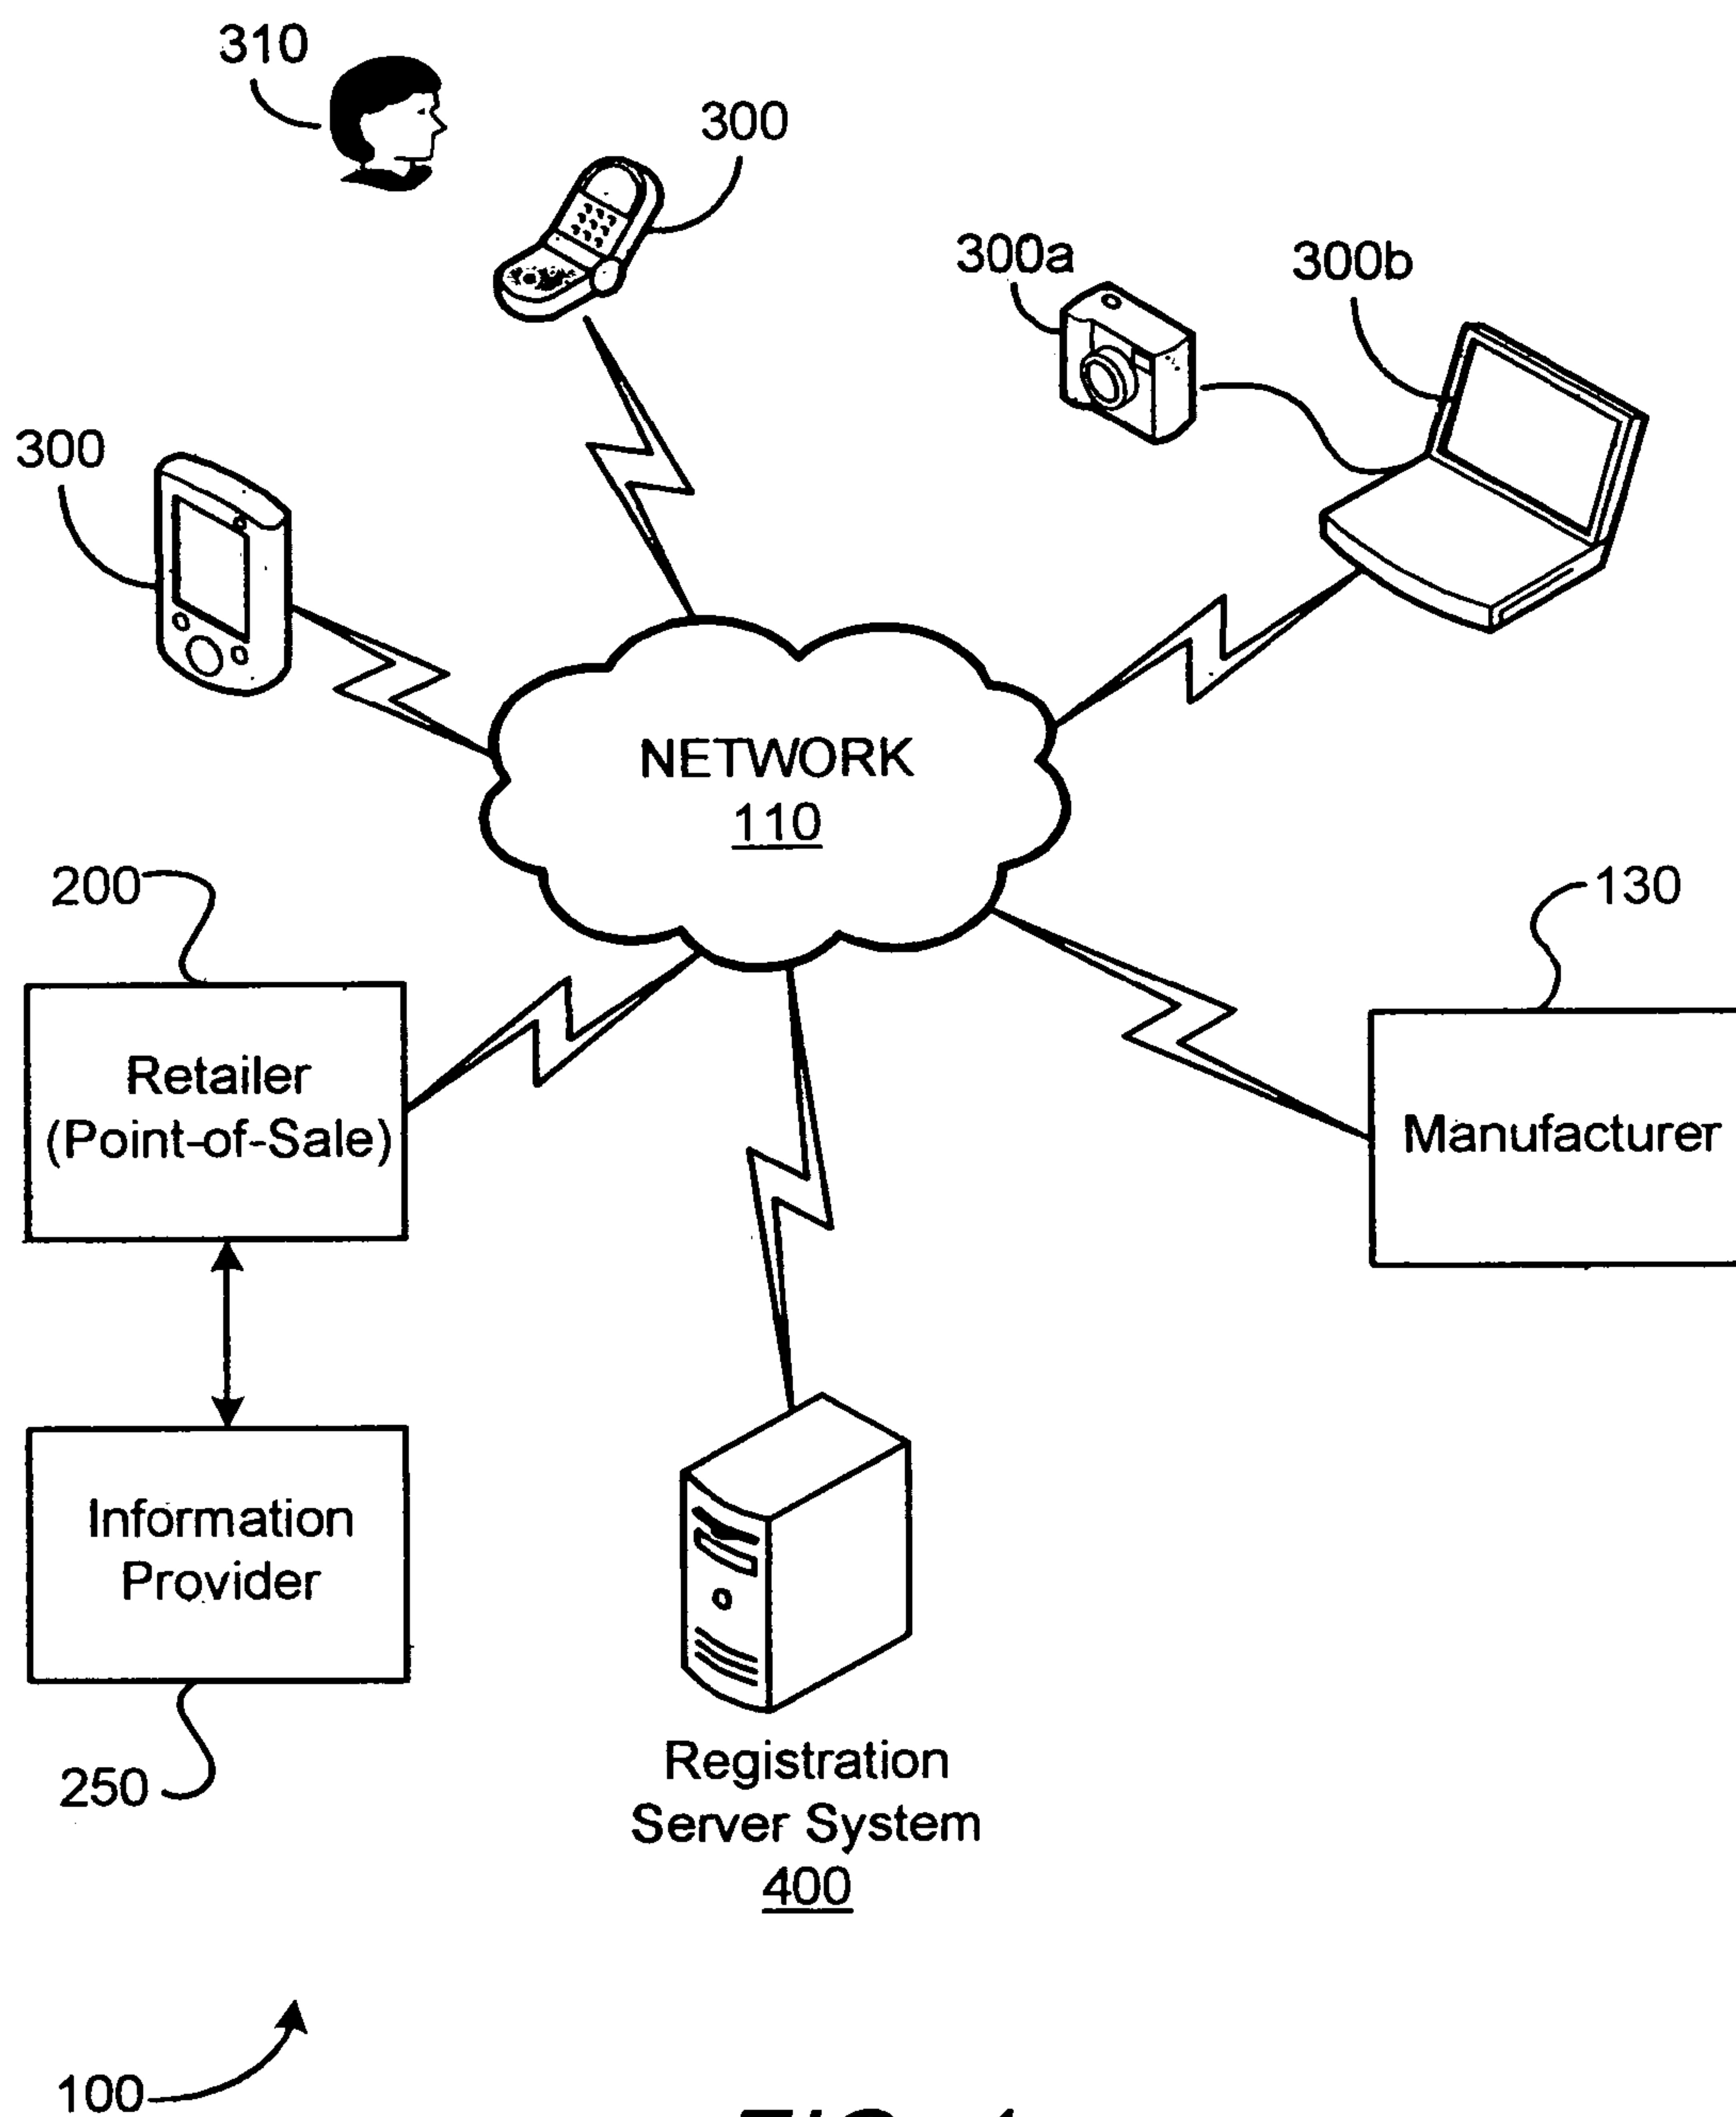 310
300
300a
300b
300
NETWORK
110
200
130
Retailer
(Point-of-Sale)
Manufacturer
Information
Provider
250
Registration
Server System
400
100